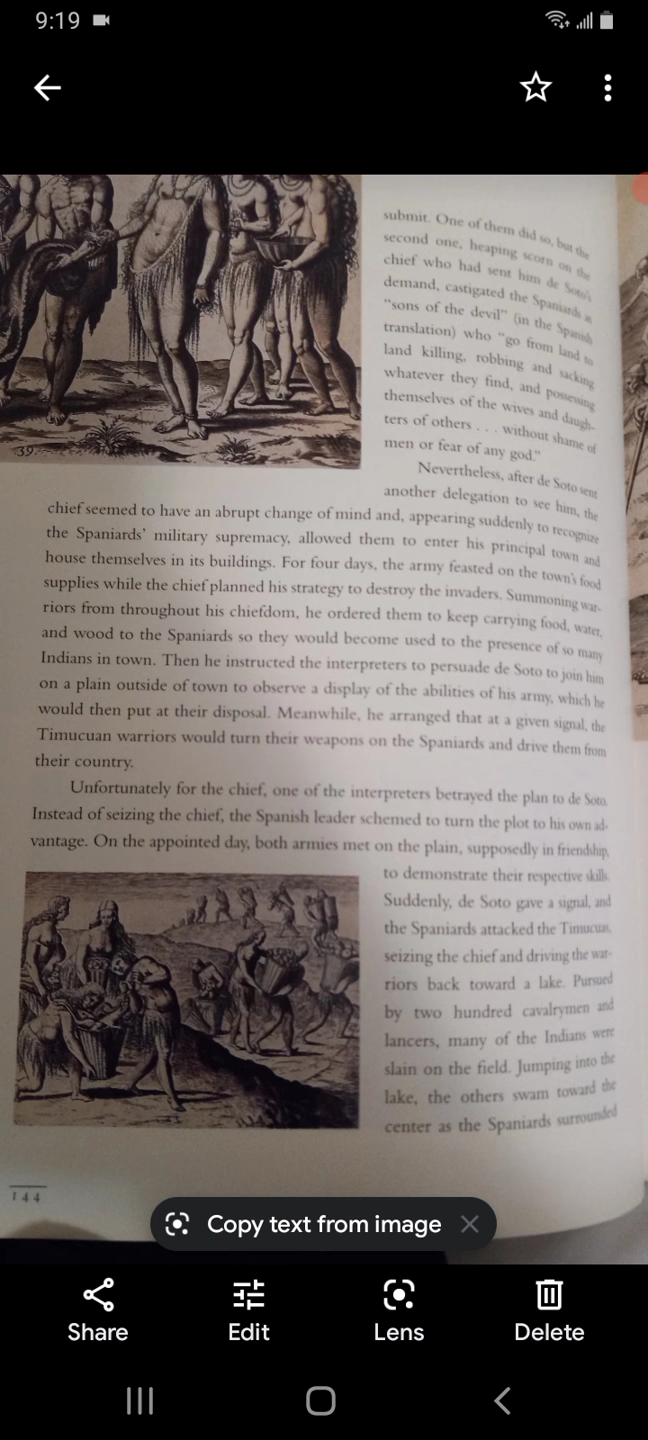 9:19
submit. One of them did so, but the
second one, heaping scorn on the
chief who had sent him de Soto's
demand, castigated the Spaniards as
"sons of the devil" (in the Spanish
translation) who "go from land to
land killing, robbing and sacking
whatever they find, and possessing
themselves of the wives and daugh-
ters of others . . . without shame of
men or fear of any god."
39.
Nevertheless, after de Soto sent
another delegation to see him, the
chief seemed to have an abrupt change of mind and, appearing suddenly to recognize
the Spaniards' military supremacy, allowed them to enter his principal town and
house themselves in its buildings. For four days, the army feasted on the town's food
supplies while the chief planned his strategy to destroy the invaders. Summoning war-
riors from throughout his chiefdom, he ordered them to keep carrying food, water,
and wood to the Spaniards so they would become used to the presence of so many
Indians in town. Then he instructed the interpreters to persuade de Soto to join him
on a plain outside of town to observe a display of the abilities of his army, which he
would then put at their disposal. Meanwhile, he arranged that at a given signal, the
Timucuan warriors would turn their weapons on the Spaniards and drive them from
their country.
Unfortunately for the chief, one of the interpreters betrayed the plan to de Soto.
Instead of seizing the chief, the Spanish leader schemed to turn the plot to his own ad-
vantage. On the appointed day, both armies met on the plain, supposedly in friendship,
to demonstrate their respective skills.
Suddenly, de Soto gave a signal, and
the Spaniards attacked the Timucuas,
seizing the chief and driving the war-
riors back toward a lake. Pursued
by two hundred cavalrymen and
lancers, many of the Indians were
slain on the field. Jumping into the
lake, the others swam toward the
center as the Spaniards surrounded
144
Copy text from image
Share Edit Lens Delete